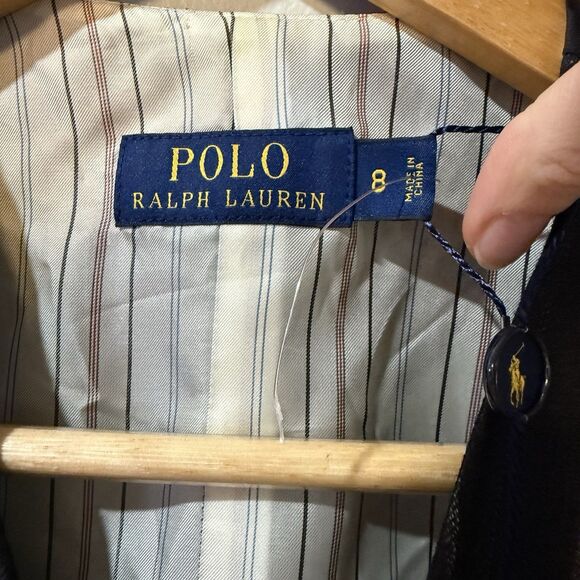 POLO
RALPH LAUREN
8
MADE IN
CHINA